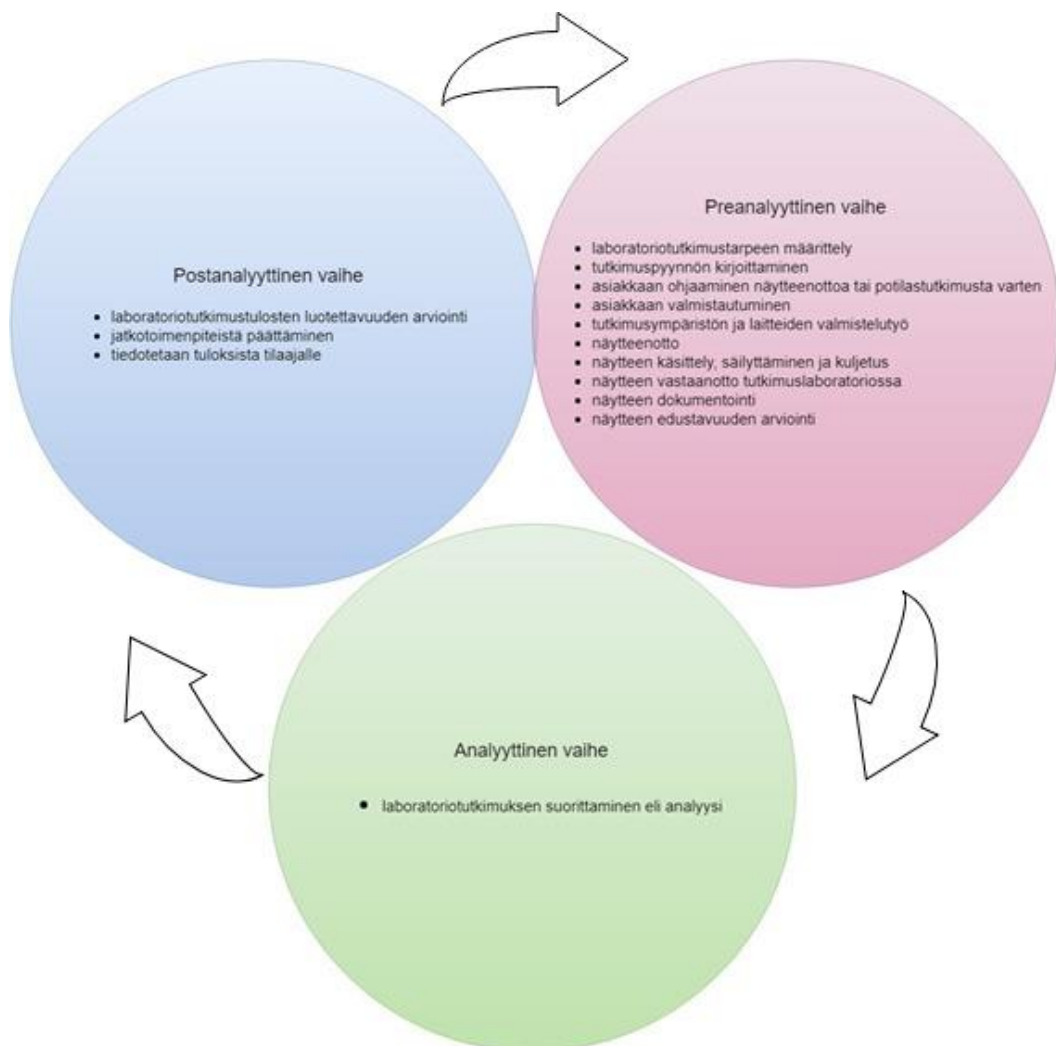 Postanalyyttinen vaihe
• laboratoriotutkimustulosten luotettavuuden arviointi
• jatkotoimenpiteistä päättäminen
• tiedotetaan tuloksista tilaajalle
Preanalyyttinen vaihe
• laboratoriotutkimustarpeen määrittely
• tutkimuspyynnön kirjoittaminen
• asiakkaan ohjaaminen näytteenottoa tai potilastutkimusta varten
• asiakkaan valmistautuminen
• tutkimusympäristön ja laitteiden valmistelutyö
• näytteenotto
• näytteen käsittely, säilyttäminen ja kuljetus
• näytteen vastaanotto tutkimuslaboratoriossa
• näytteen dokumentointi
• näytteen edustavuuden arviointi
Analyyttinen vaihe
• laboratoriotutkimuksen suorittaminen eli analyysi